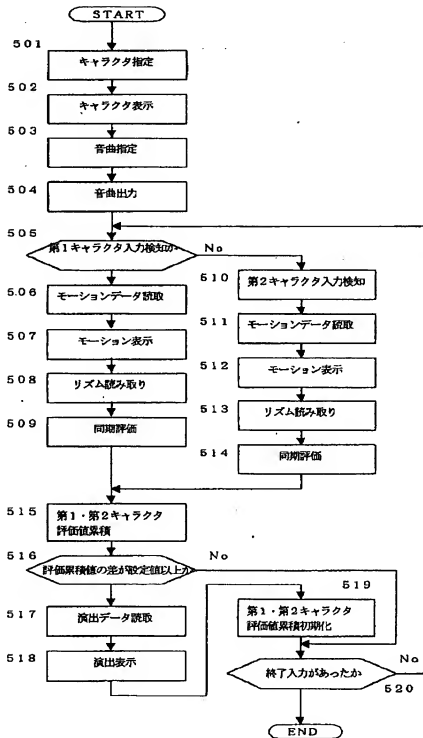 START
501
キャラクタ指定
502
キャラクタ表示
503
音曲指定
504
音曲出力
505
第1キャラクタ入力検知か
No
506
モーションデータ読取
507
モーション表示
508
リズム読み取り
509
同期評価
510
第2キャラクタ入力検知
511
モーションデータ読取
512
モーション表示
513
リズム読み取り
514
同期評価
515
第1・第2キャラクタ
評価値累積
516
評価累積値の差が設定値以上か
No
517
演出データ読取
518
演出表示
519
第1・第2キャラクタ
評価値累積初期化
終了入力があったか
No
520
END